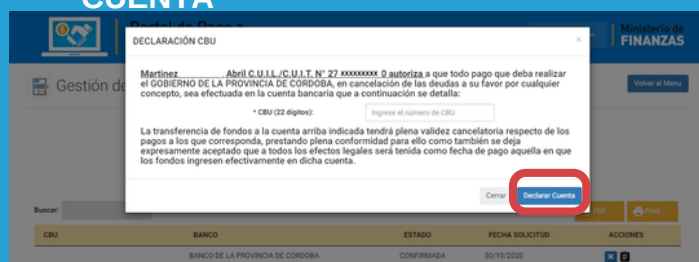 CUENTA
Portal de Pago a
Ministerio de
FINANZAS
DECLARACIÓN CBU
×
Gestión de
Volver al Menú
Martinez , Abril C.U.I.L./C.U.I.T. N° 27 xxxxxxxxx 0 autoriza a que todo pago que deba realizar
el GOBIERNO DE LA PROVINCIA DE CORDOBA, en cancelación de las deudas a su favor por cualquier
concepto, sea efectuada en la cuenta bancaria que a continuación se detalla:
* CBU (22 dígitos):
Ingrese el número de CBU
La transferencia de fondos a la cuenta arriba indicada tendrá plena validez cancelatoria respecto de los
pagos a los que corresponda, prestando plena conformidad para ello como también se deja
expresamente aceptado que a todos los efectos legales será tenida como fecha de pago aquella en que
los fondos ingresen efectivamente en dicha cuenta.
Cerrar
Declarar Cuenta
Buscar:
PDF
Print
CBU BANCO ESTADO FECHA SOLICITUD ACCIONES
BANCO DE LA PROVINCIA DE CORDOBA CONFIRMADA 30/10/2020